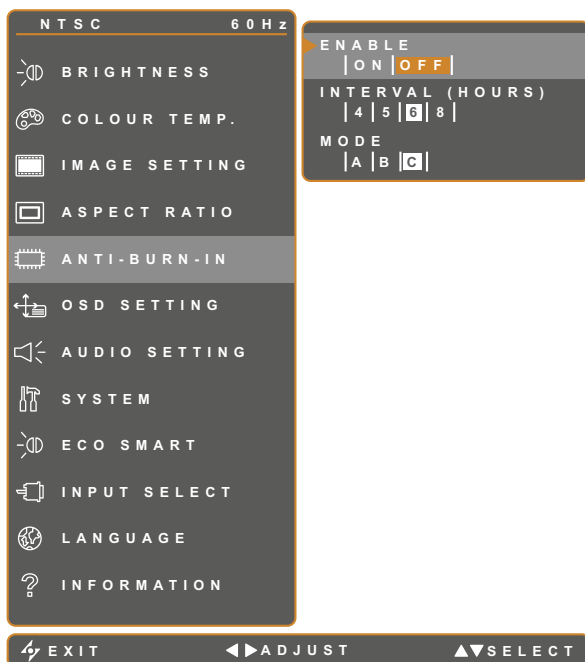 NTSC 60Hz
BRIGHTNESS
COLOUR TEMP.
IMAGE SETTING
ASPECT RATIO
ANTI-BURN-IN
OSD SETTING
AUDIO SETTING
SYSTEM
ECO SMART
INPUT SELECT
LANGUAGE
INFORMATION
ENABLE
ON OFF
INTERVAL (HOURS)
4 5 6 8
MODE
A B C
EXIT ADJUST SELECT